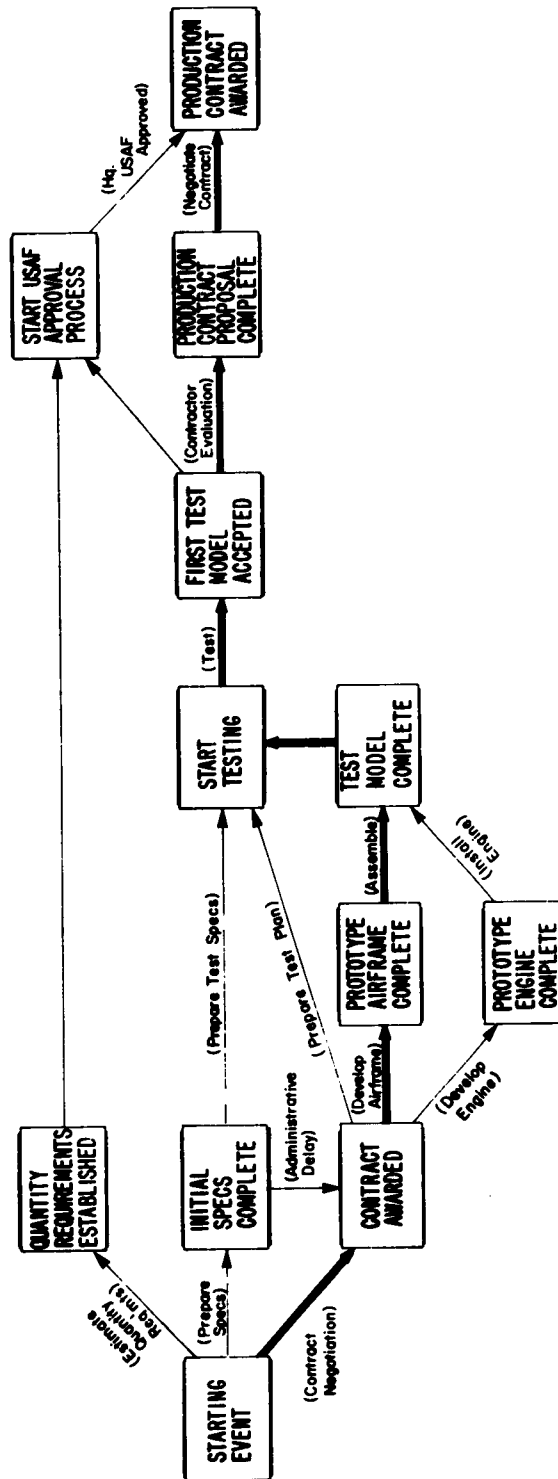 STARTING
EVENT
(Estimate
Quantity
Req'mts)
(Prepare
Specs)
(Contract
Negotiation)
QUANTITY
REQUIREMENTS
ESTABLISHED
INITIAL
SPECS
COMPLETE
(Administrative
Delay)
CONTRACT
AWARDED
(Prepare Test Specs)
(Prepare Test Plan)
(Develop
Airframe)
(Develop
Engine)
PROTOTYPE
AIRFRAME
COMPLETE
PROTOTYPE
ENGINE
COMPLETE
(Assemble)
(Install
Engine)
TEST
MODEL
COMPLETE
START
TESTING
(Test)
FIRST TEST
MODEL
ACCEPTED
(Contractor
Evaluation)
START USAF
APPROVAL
PROCESS
PRODUCTION
CONTRACT
PROPOSAL
COMPLETE
(Hq. USAF
Approved)
(Negotiate
Contract)
PRODUCTION
CONTRACT
AWARDED